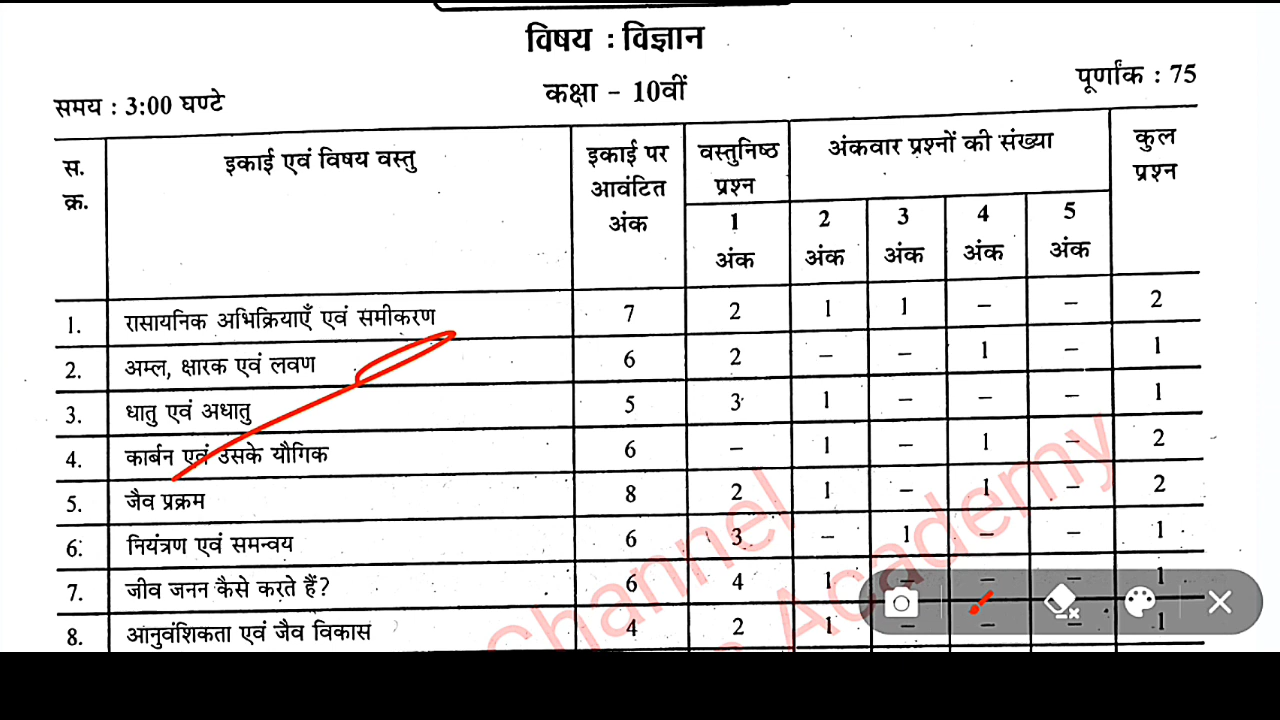 विषय : विज्ञान
समय : 3:00 घण्टे
कक्षा - 10वीं
पूर्णांक : 75
स. क्र. इकाई एवं विषय वस्तु इकाई पर आवंटित अंक वस्तुनिष्ठ प्रश्न अंकवार प्रश्नों की संख्या कुल प्रश्न
1 अंक 2 अंक 3 अंक 4 अंक 5 अंक
1. रासायनिक अभिक्रियाएँ एवं समीकरण 7 2 1 1 – – 2
2. अम्ल, क्षारक एवं लवण 6 2 – – 1 – 1
3. धातु एवं अधातु 5 3 1 – – – 1
4. कार्बन एवं उसके यौगिक 6 – 1 – 1 – 2
5. जैव प्रक्रम 8 2 1 – 1 – 2
6. नियंत्रण एवं समन्वय 6 3 – 1 – – 1
7. जीव जनन कैसे करते हैं? 6 4 1 – – – 1
8. आनुवंशिकता एवं जैव विकास 4 2 1 – – – 1
Channel
Academy